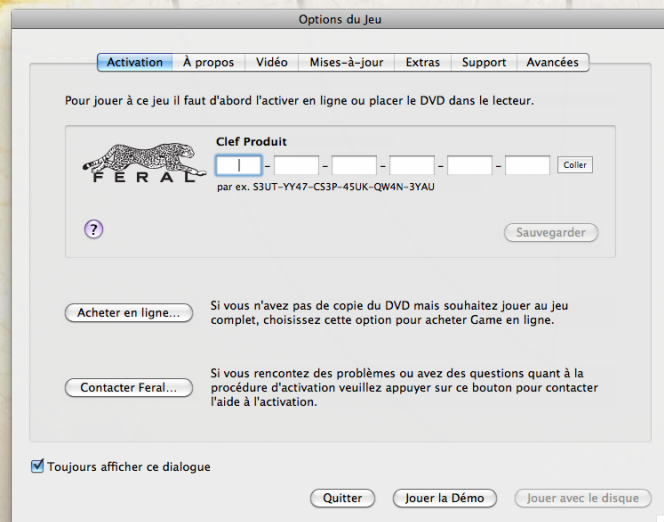 Options du Jeu
Activation À propos Vidéo Mises-à-jour Extras Support Avancées
Pour jouer à ce jeu il faut d'abord l'activer en ligne ou placer le DVD dans le lecteur.
Clef Produit
FERAL
- - - - - Coller
par ex. S3UT-YY47-CS3P-45UK-QW4N-3YAU
?
Sauvegarder
Acheter en ligne...
Si vous n'avez pas de copie du DVD mais souhaitez jouer au jeu
complet, choisissez cette option pour acheter Game en ligne.
Contacter Feral...
Si vous rencontez des problèmes ou avez des questions quant à la
procédure d'activation veuillez appuyer sur ce bouton pour contacter
l'aide à l'activation.
Toujours afficher ce dialogue
Quitter Jouer la Démo Jouer avec le disque